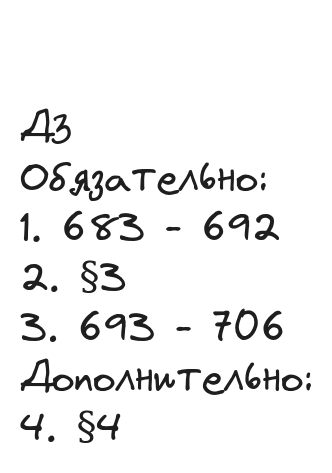 ДЗ
Обязательно:
1. 683 - 692
2. §3
3. 693 - 706
Дополнительно:
4. §4